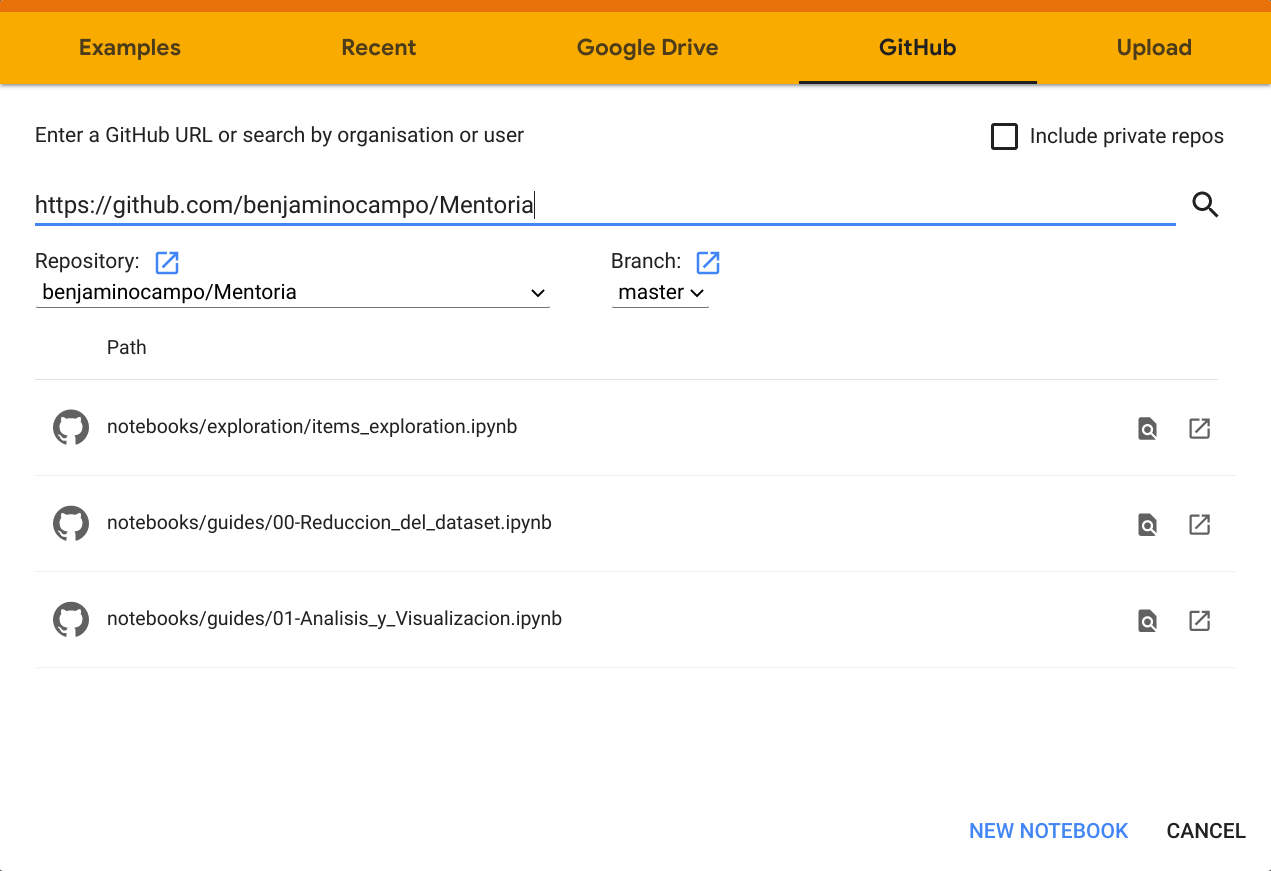 Examples Recent Google Drive GitHub Upload
Enter a GitHub URL or search by organisation or user
Include private repos
https://github.com/benjaminocampo/Mentoria
Repository: Branch:
benjaminocampo/Mentoria master
Path
notebooks/exploration/items_exploration.ipynb
notebooks/guides/00-Reduccion_del_dataset.ipynb
notebooks/guides/01-Analisis_y_Visualizacion.ipynb
NEW NOTEBOOK CANCEL